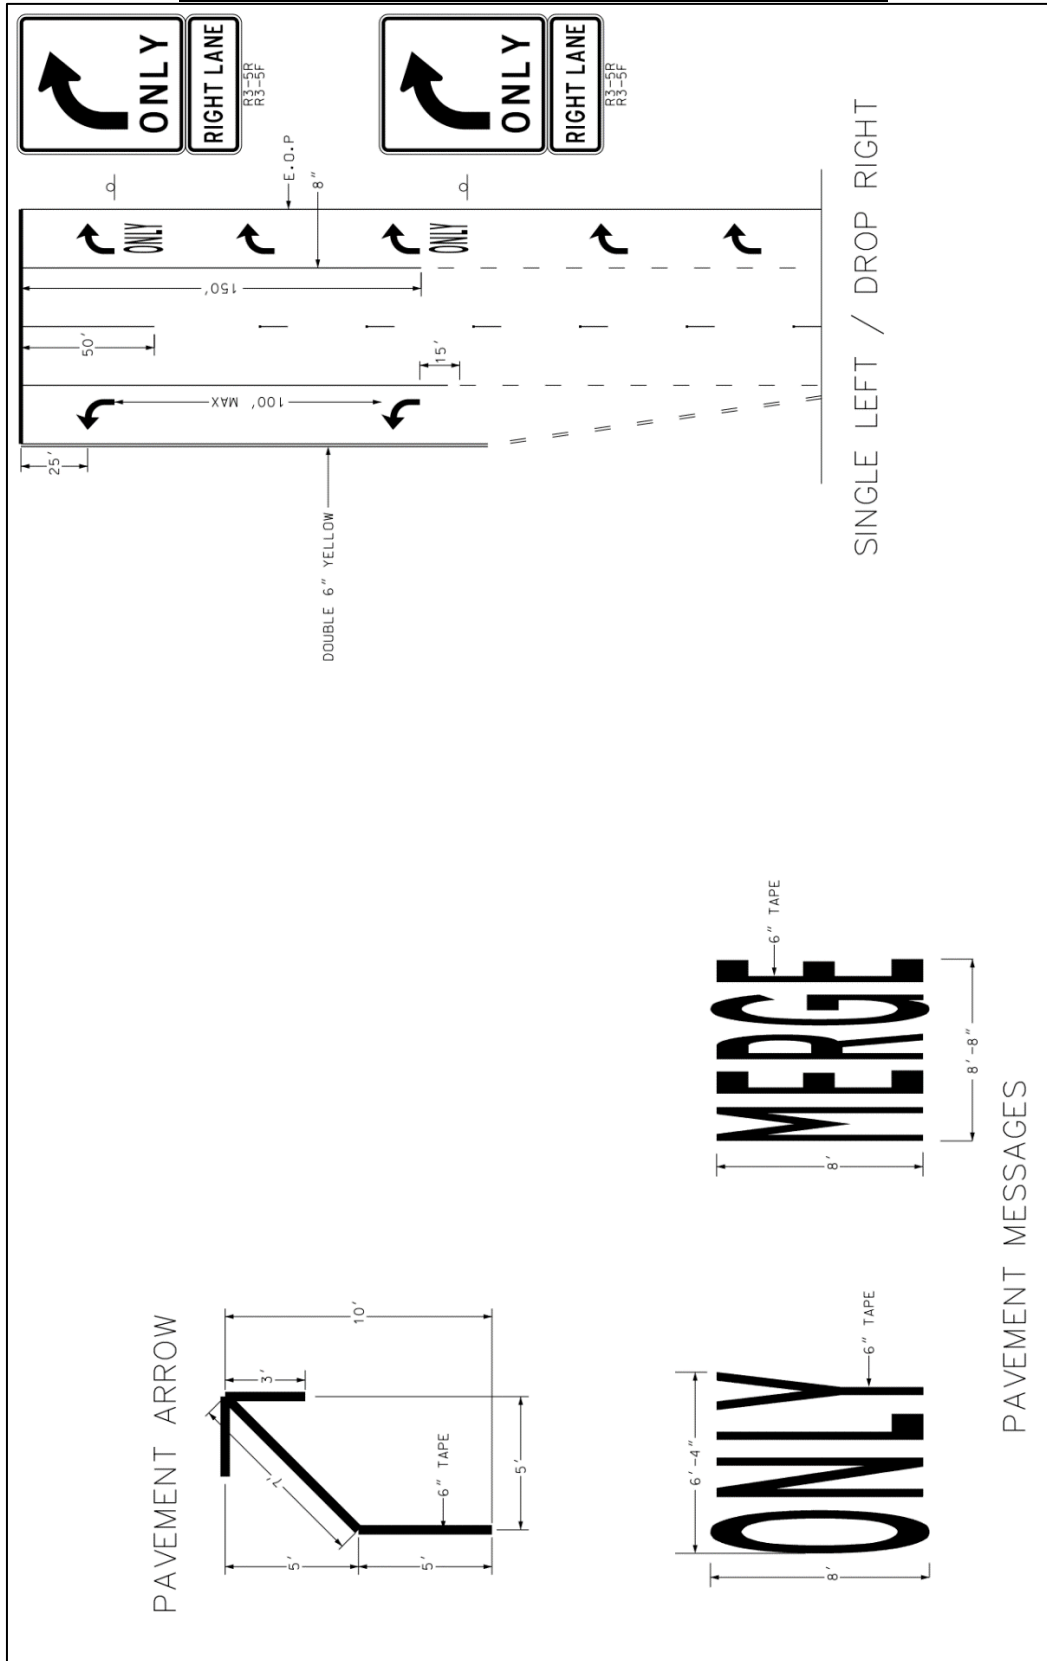 ONLY
RIGHT LANE
R3-5R
R3-5F
ONLY
RIGHT LANE
R3-5R
R3-5F
E.O.P
8"
ONLY
ONLY
150'
50'
15'
100' MAX
25'
DOUBLE 6" YELLOW
SINGLE LEFT / DROP RIGHT
PAVEMENT ARROW
10'
3'
7'
6" TAPE
5'
5'
5'
MERGE
6" TAPE
8'
8'-8"
ONLY
6" TAPE
6'-4"
8'
PAVEMENT MESSAGES